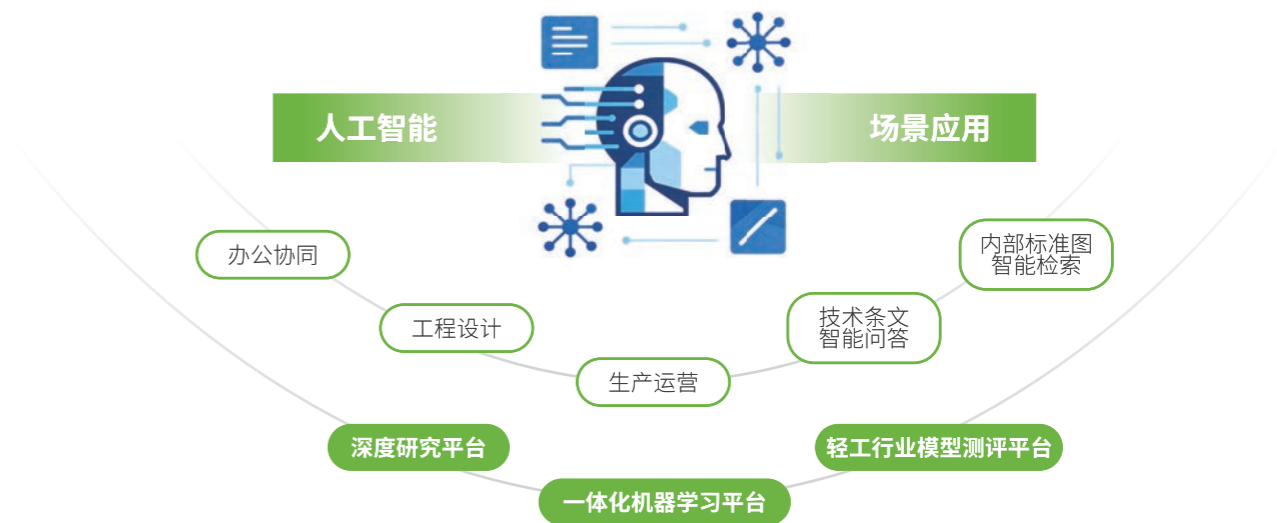 人工智能
场景应用
办公协同
工程设计
生产运营
技术条文
智能问答
内部标准图
智能检索
深度研究平台
一体化机器学习平台
轻工行业模型测评平台